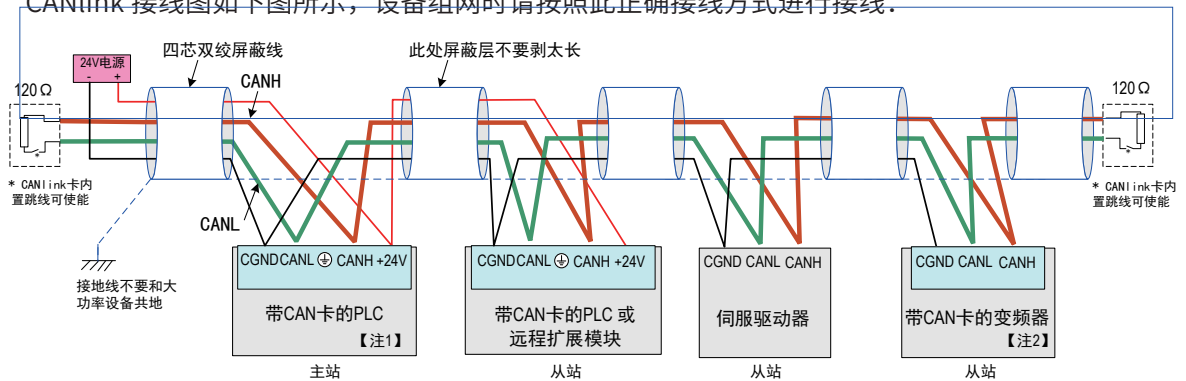 CANlink 接线图如下图所示，设备组网时请按照此正确接线方式进行接线：
四芯双绞屏蔽线
此处屏蔽层不要剥太长
24V电源
- +
CANH
120Ω
120Ω
* CANlink卡内
置跳线可使能
* CANlink卡内
置跳线可使能
CANL
接地线不要和大
功率设备共地
CGND CANL CANH +24V
带CAN卡的PLC
【注1】
主站
CGND CANL CANH +24V
带CAN卡的PLC 或
远程扩展模块
从站
CGND CANL CANH
伺服驱动器
从站
CGND CANL CANH
带CAN卡的变频器
【注2】
从站